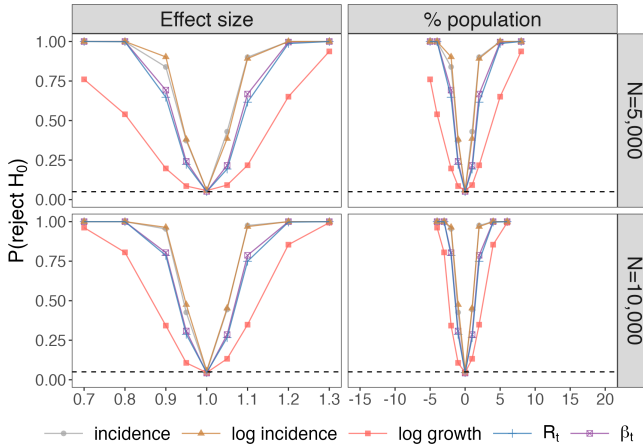 Effect size
% population
P(reject H₀)
1.00
0.75
0.50
0.25
0.00
N=5,000
1.00
0.75
0.50
0.25
0.00
N=10,000
0.7 0.8 0.9 1.0 1.1 1.2 1.3
-15 -10 -5 0 5 10 15 20
incidence log incidence log growth Rₜ βₜ